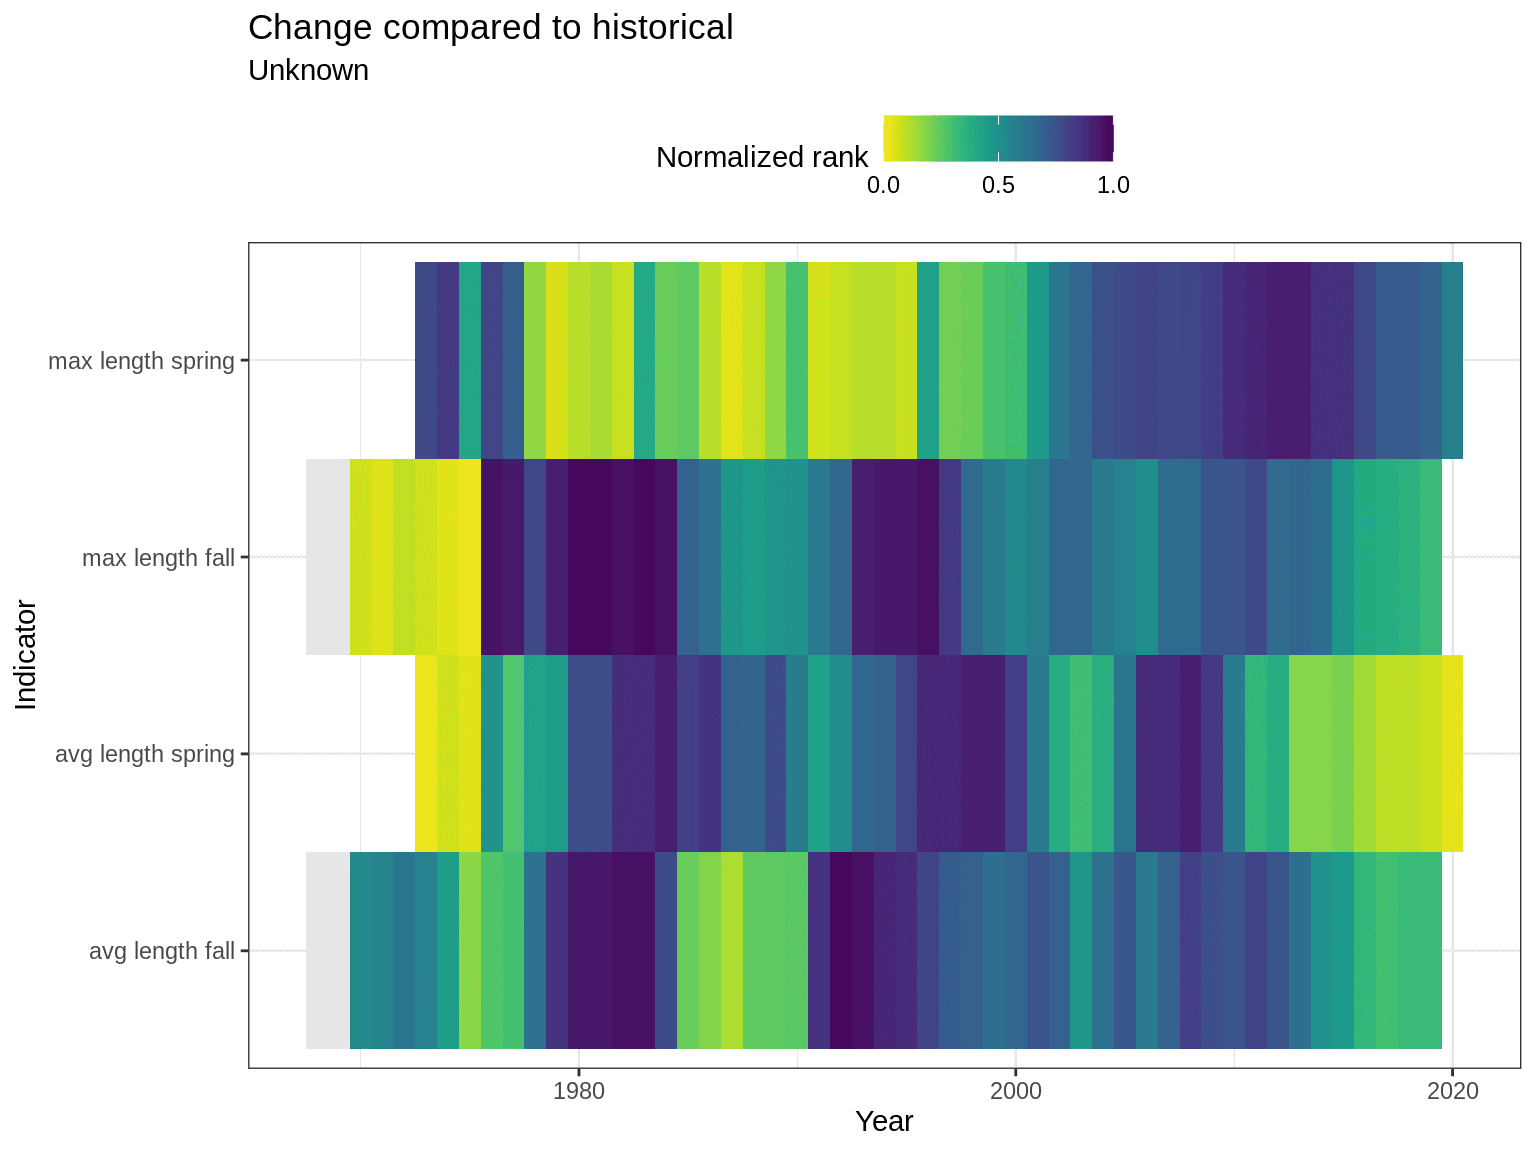 Change compared to historical
Unknown
Normalized rank
0.0 0.5 1.0
max length spring
max length fall
avg length spring
avg length fall
Indicator
1980 2000 2020
Year